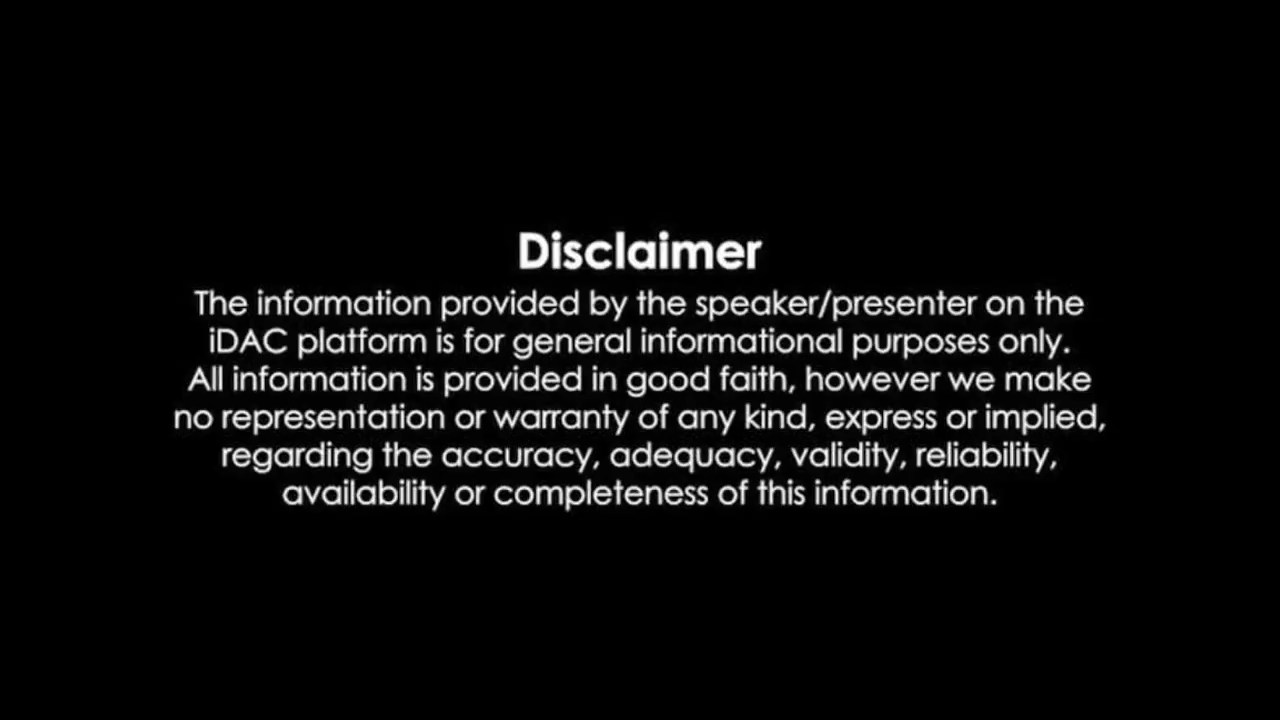 Disclaimer
The information provided by the speaker/presenter on the
iDAC platform is for general informational purposes only.
All information is provided in good faith, however we make
no representation or warranty of any kind, express or implied,
regarding the accuracy, adequacy, validity, reliability,
availability or completeness of this information.